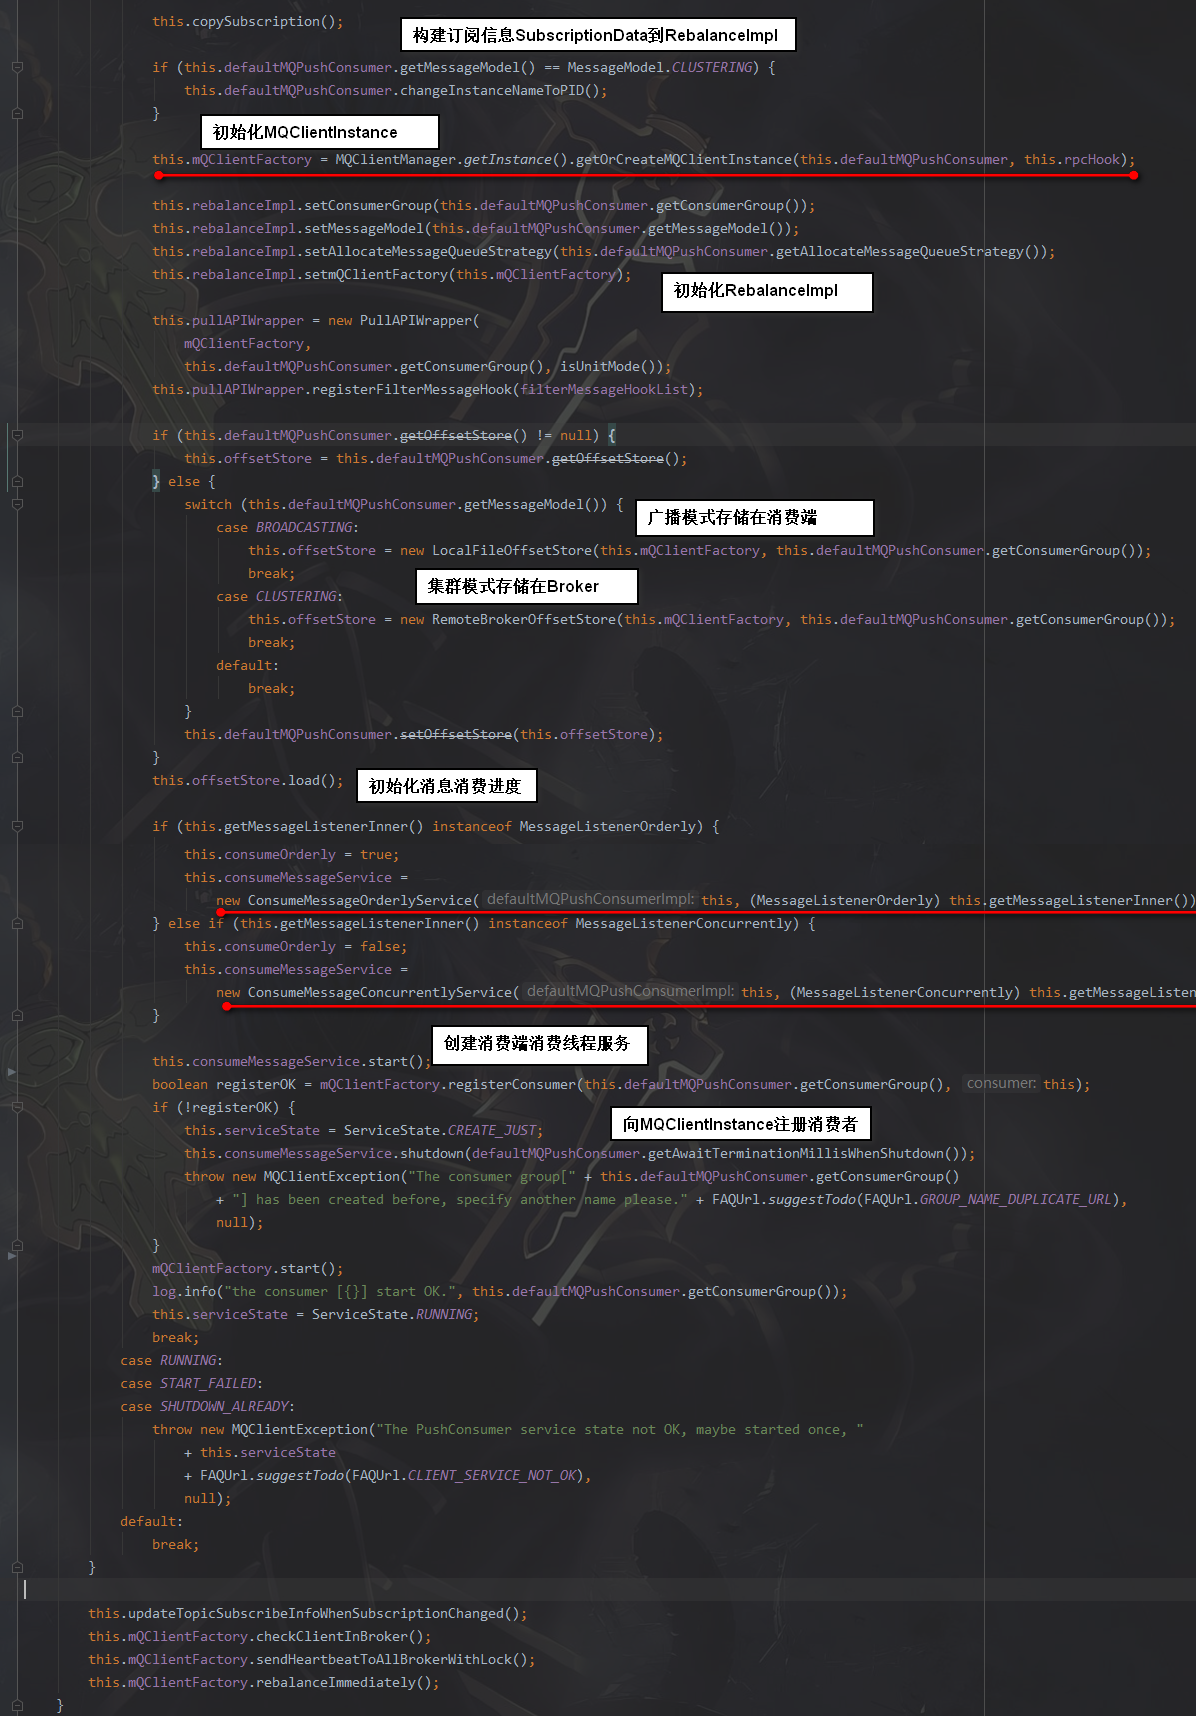 this.copySubscription();
构建订阅信息SubscriptionData到RebalanceImpl
if (this.defaultMQPushConsumer.getMessageModel() == MessageModel.CLUSTERING) {
this.defaultMQPushConsumer.changeInstanceNameToPID();
}
初始化MQClientInstance
this.mQClientFactory = MQClientManager.getInstance().getOrCreateMQClientInstance(this.defaultMQPushConsumer, this.rpcHook);
this.rebalanceImpl.setConsumerGroup(this.defaultMQPushConsumer.getConsumerGroup());
this.rebalanceImpl.setMessageModel(this.defaultMQPushConsumer.getMessageModel());
this.rebalanceImpl.setAllocateMessageQueueStrategy(this.defaultMQPushConsumer.getAllocateMessageQueueStrategy());
this.rebalanceImpl.setmQClientFactory(this.mQClientFactory);
初始化RebalanceImpl
this.pullAPIWrapper = new PullAPIWrapper(
mQClientFactory,
this.defaultMQPushConsumer.getConsumerGroup(), isUnitMode());
this.pullAPIWrapper.registerFilterMessageHook(filterMessageHookList);
if (this.defaultMQPushConsumer.getOffsetStore() != null) {
this.offsetStore = this.defaultMQPushConsumer.getOffsetStore();
} else {
switch (this.defaultMQPushConsumer.getMessageModel()) {
广播模式存储在消费端
case BROADCASTING:
this.offsetStore = new LocalFileOffsetStore(this.mQClientFactory, this.defaultMQPushConsumer.getConsumerGroup());
break;
集群模式存储在Broker
case CLUSTERING:
this.offsetStore = new RemoteBrokerOffsetStore(this.mQClientFactory, this.defaultMQPushConsumer.getConsumerGroup());
break;
default:
break;
}
this.defaultMQPushConsumer.setOffsetStore(this.offsetStore);
}
this.offsetStore.load();
初始化消息消费进度
if (this.getMessageListenerInner() instanceof MessageListenerOrderly) {
this.consumeOrderly = true;
this.consumeMessageService =
new ConsumeMessageOrderlyService( defaultMQPushConsumerImpl: this, (MessageListenerOrderly) this.getMessageListenerInner())
} else if (this.getMessageListenerInner() instanceof MessageListenerConcurrently) {
this.consumeOrderly = false;
this.consumeMessageService =
new ConsumeMessageConcurrentlyService( defaultMQPushConsumerImpl: this, (MessageListenerConcurrently) this.getMessageListen
}
创建消费端消费线程服务
this.consumeMessageService.start();
boolean registerOK = mQClientFactory.registerConsumer(this.defaultMQPushConsumer.getConsumerGroup(), consumer: this);
if (!registerOK) {
向MQClientInstance注册消费者
this.serviceState = ServiceState.CREATE_JUST;
this.consumeMessageService.shutdown(defaultMQPushConsumer.getAwaitTerminationMillisWhenShutdown());
throw new MQClientException("The consumer group[" + this.defaultMQPushConsumer.getConsumerGroup()
+ "] has been created before, specify another name please." + FAQUrl.suggestTodo(FAQUrl.GROUP_NAME_DUPLICATE_URL),
null);
}
mQClientFactory.start();
log.info("the consumer [{}] start OK.", this.defaultMQPushConsumer.getConsumerGroup());
this.serviceState = ServiceState.RUNNING;
break;
case RUNNING:
case START_FAILED:
case SHUTDOWN_ALREADY:
throw new MQClientException("The PushConsumer service state not OK, maybe started once, "
+ this.serviceState
+ FAQUrl.suggestTodo(FAQUrl.CLIENT_SERVICE_NOT_OK),
null);
default:
break;
}
this.updateTopicSubscribeInfoWhenSubscriptionChanged();
this.mQClientFactory.checkClientInBroker();
this.mQClientFactory.sendHeartbeatToAllBrokerWithLock();
this.mQClientFactory.rebalanceImmediately();
}